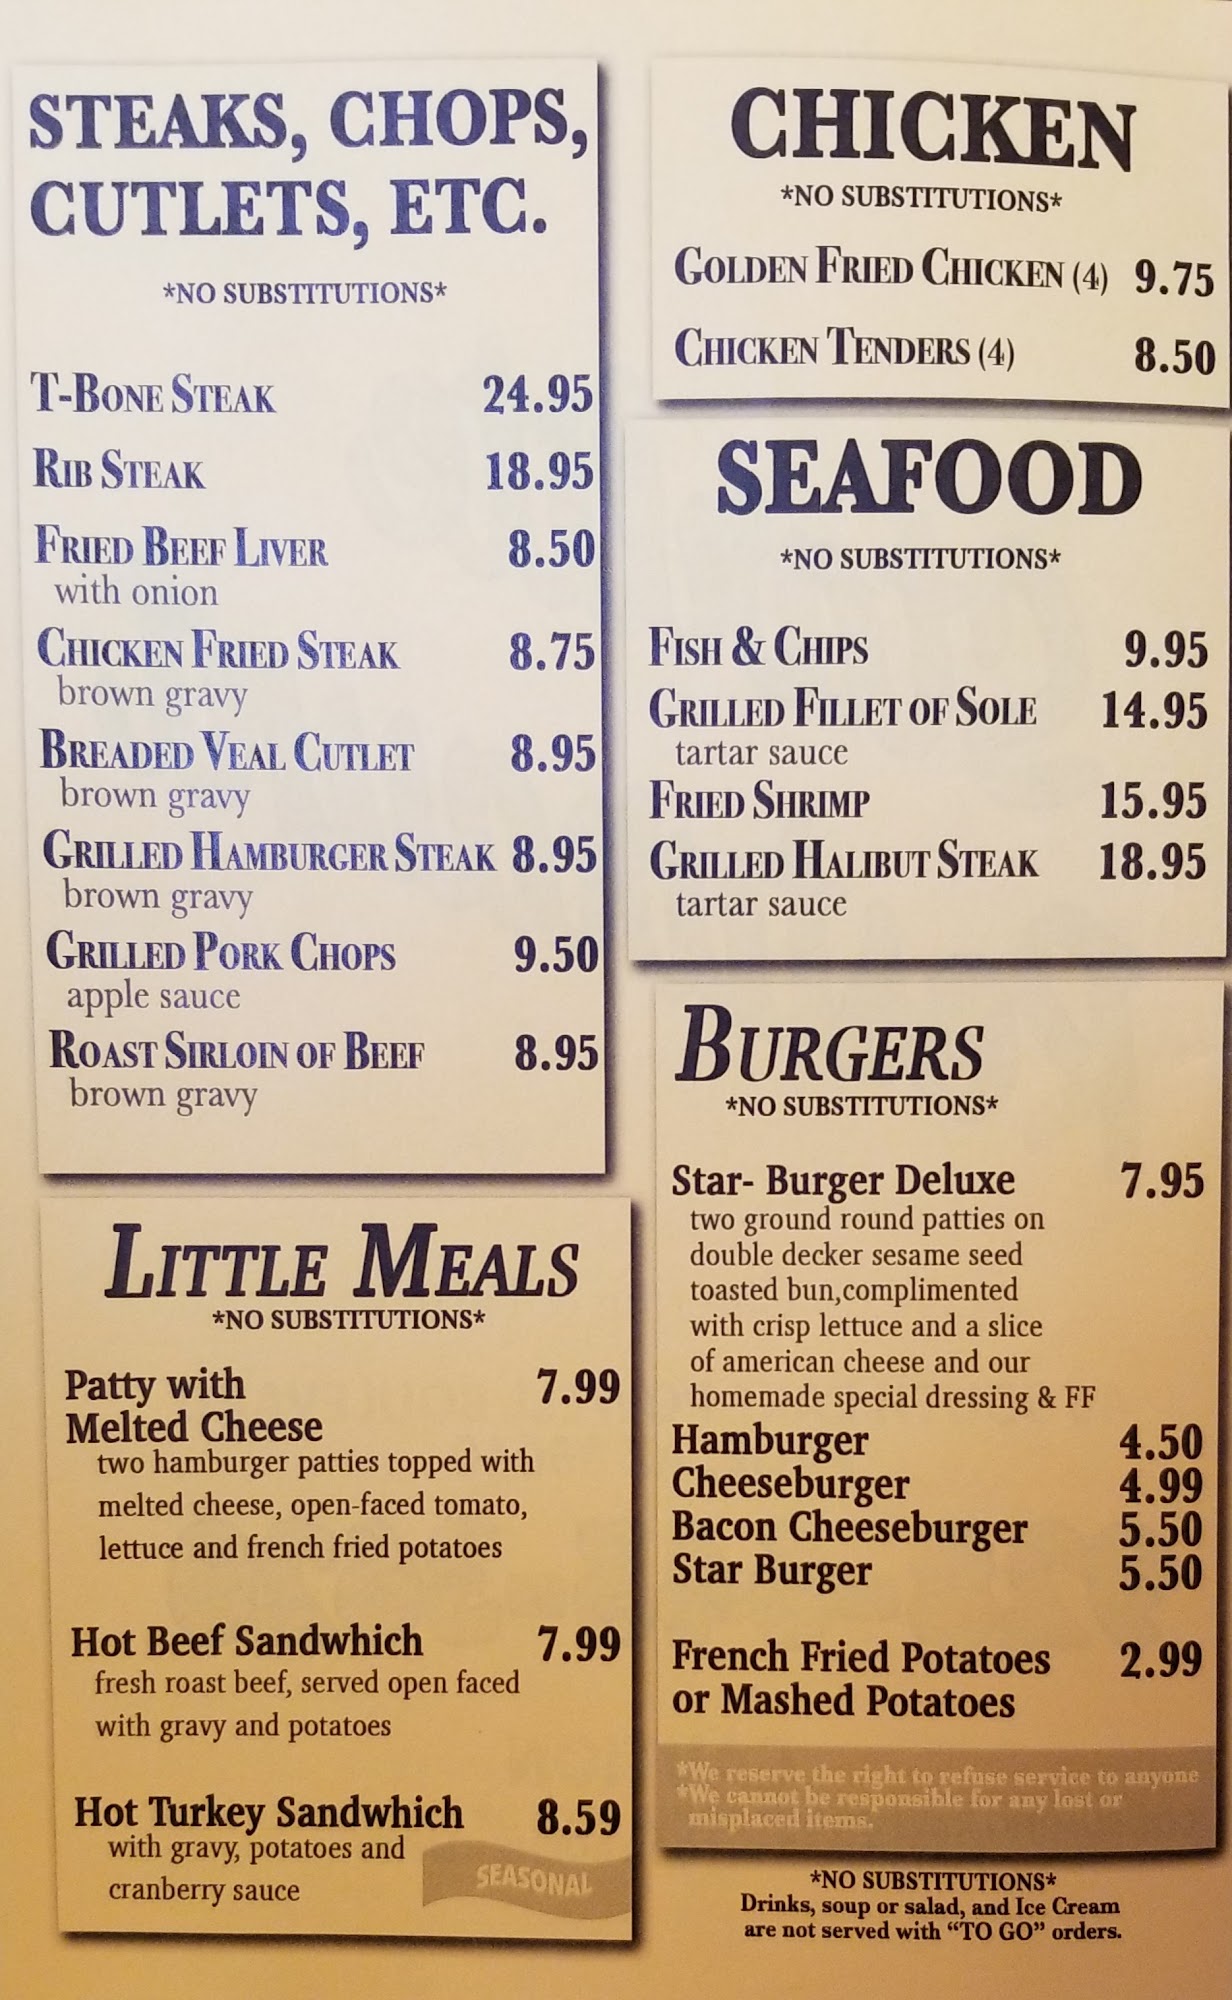 STEAKS, CHOPS,
CUTLETS, ETC.
*NO SUBSTITUTIONS*
T-BONE STEAK 24.95
RIB STEAK 18.95
FRIED BEEF LIVER 8.50
with onion
CHICKEN FRIED STEAK 8.75
brown gravy
BREADED VEAL CUTLET 8.95
brown gravy
GRILLED HAMBURGER STEAK 8.95
brown gravy
GRILLED PORK CHOPS 9.50
apple sauce
ROAST SIRLOIN OF BEEF 8.95
brown gravy
LITTLE MEALS
*NO SUBSTITUTIONS*
Patty with 7.99
Melted Cheese
two hamburger patties topped with
melted cheese, open-faced tomato,
lettuce and french fried potatoes
Hot Beef Sandwhich 7.99
fresh roast beef, served open faced
with gravy and potatoes
Hot Turkey Sandwhich 8.59
with gravy, potatoes and
cranberry sauce
SEASONAL
CHICKEN
*NO SUBSTITUTIONS*
GOLDEN FRIED CHICKEN (4) 9.75
CHICKEN TENDERS (4) 8.50
SEAFOOD
*NO SUBSTITUTIONS*
FISH & CHIPS 9.95
GRILLED FILLET OF SOLE 14.95
tartar sauce
FRIED SHRIMP 15.95
GRILLED HALIBUT STEAK 18.95
tartar sauce
BURGERS
*NO SUBSTITUTIONS*
Star- Burger Deluxe 7.95
two ground round patties on
double decker sesame seed
toasted bun,complimented
with crisp lettuce and a slice
of american cheese and our
homemade special dressing & FF
Hamburger 4.50
Cheeseburger 4.99
Bacon Cheeseburger 5.50
Star Burger 5.50
French Fried Potatoes 2.99
or Mashed Potatoes
*We reserve the right to refuse service to anyone
*We cannot be responsible for any lost or
misplaced items.
*NO SUBSTITUTIONS*
Drinks, soup or salad, and Ice Cream
are not served with "TO GO" orders.